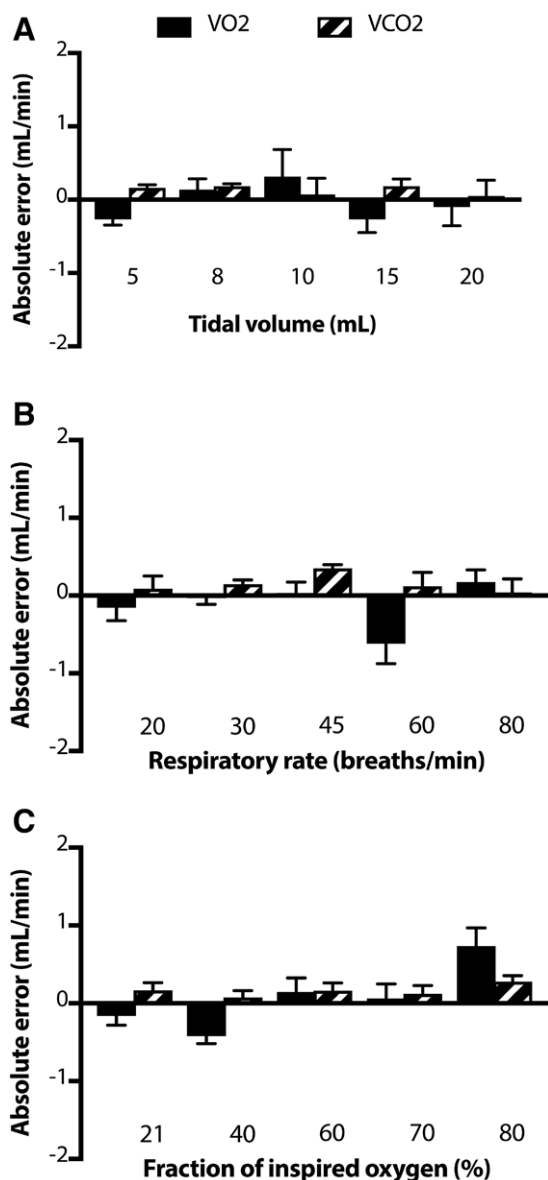 A
VO2 VCO2
Absolute error (mL/min)
2
1
0
-1
-2
5 8 10 15 20
Tidal volume (mL)
B
Absolute error (mL/min)
2
1
0
-1
-2
20 30 45 60 80
Respiratory rate (breaths/min)
C
Absolute error (mL/min)
2
1
0
-1
-2
21 40 60 70 80
Fraction of inspired oxygen (%)